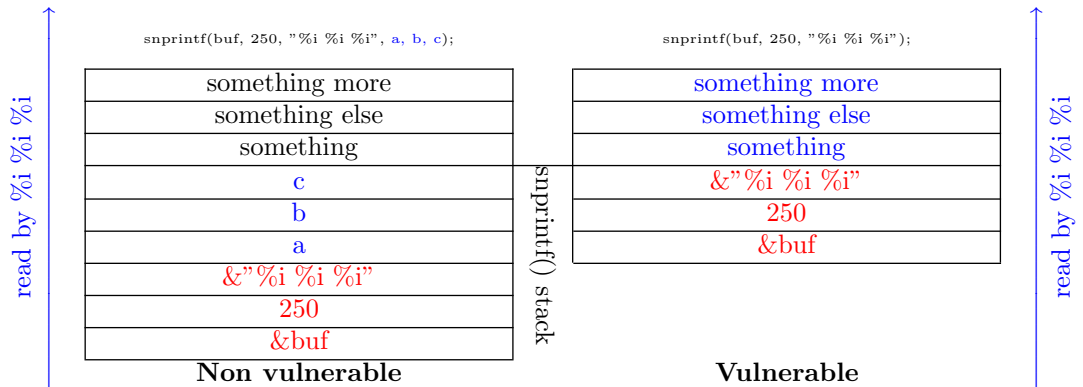 snprintf(buf, 250, "%i %i %i", a, b, c);
something more
something else
something
c
b
a
&"%i %i %i"
250
&buf
Non vulnerable
read by %i %i %i
snprintf() stack
snprintf(buf, 250, "%i %i %i");
something more
something else
something
&"%i %i %i"
250
&buf
Vulnerable
read by %i %i %i